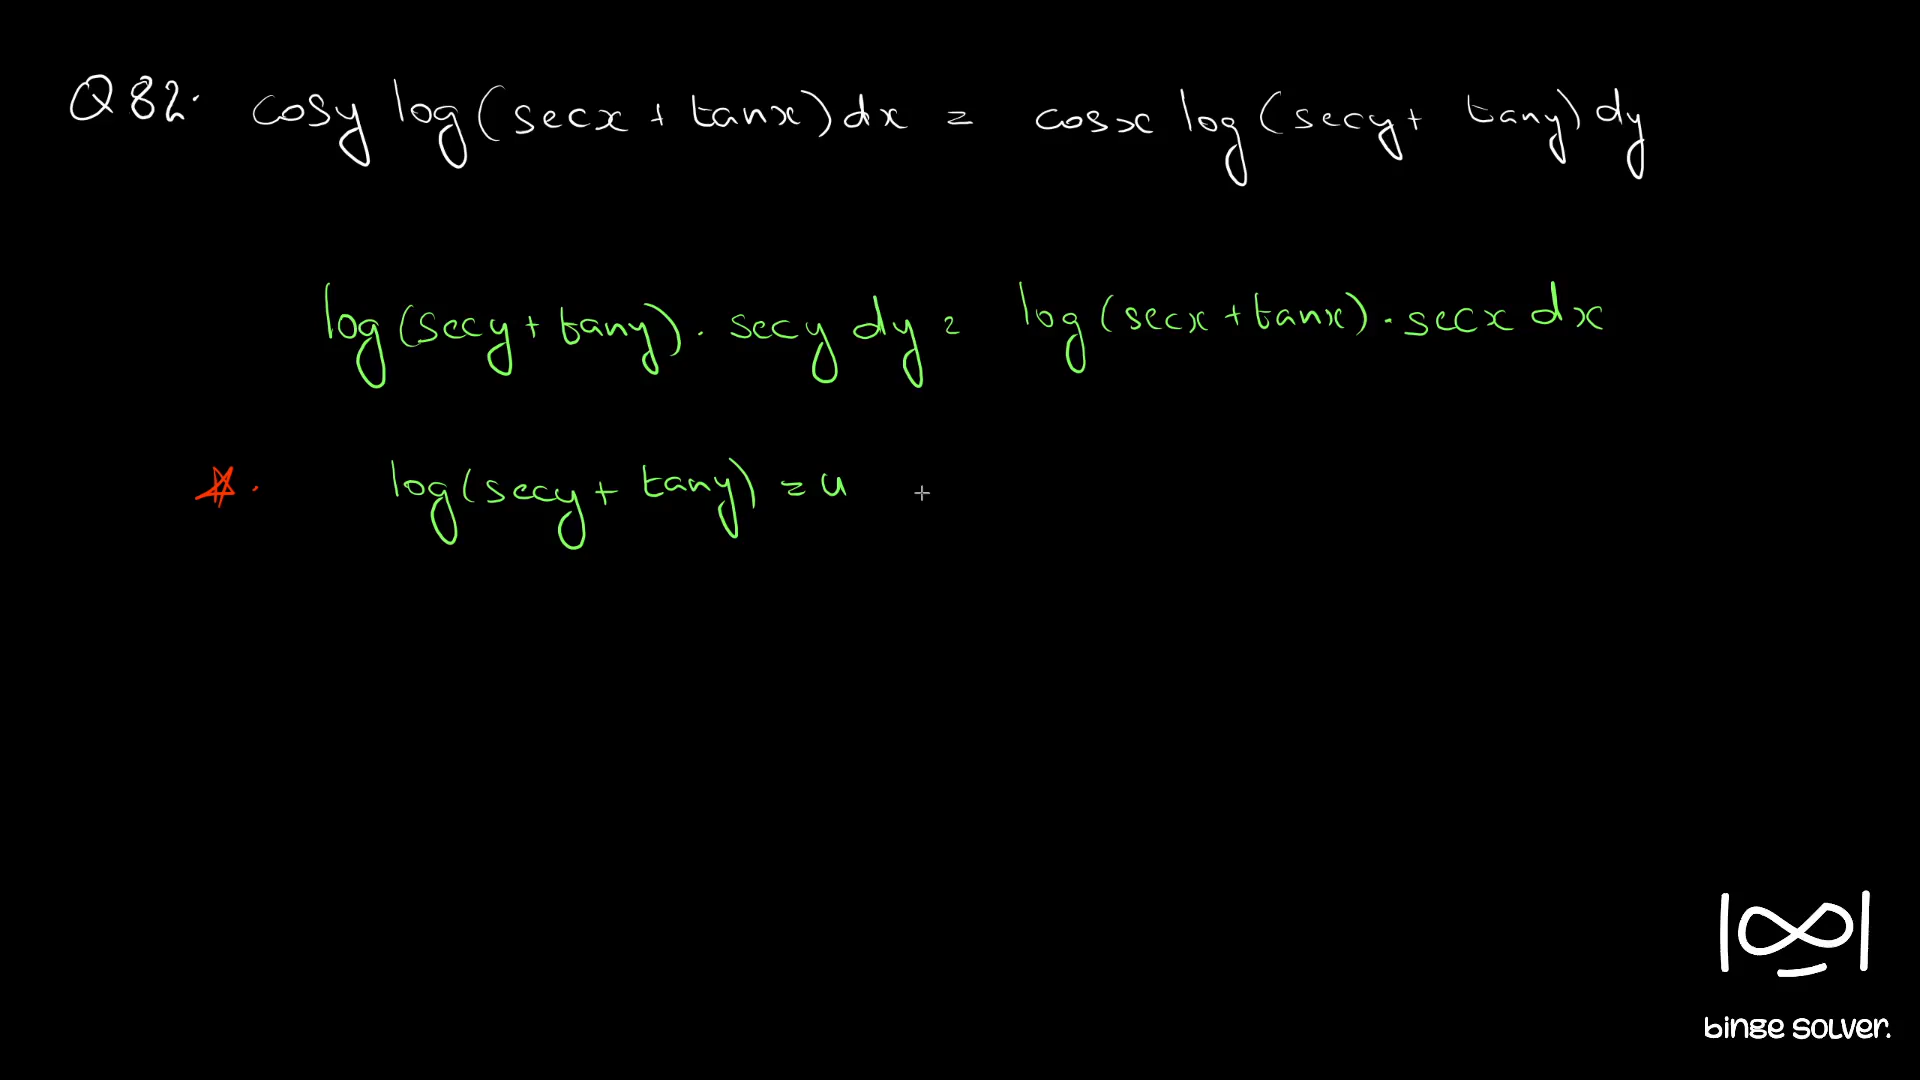 Q82. cosy log(secx + tanx)dx = cosx log(secy + tany)dy
log(secy + tany) . secy dy = log(secx + tanx) . secx dx
log(secy + tany) = u
binge solver.